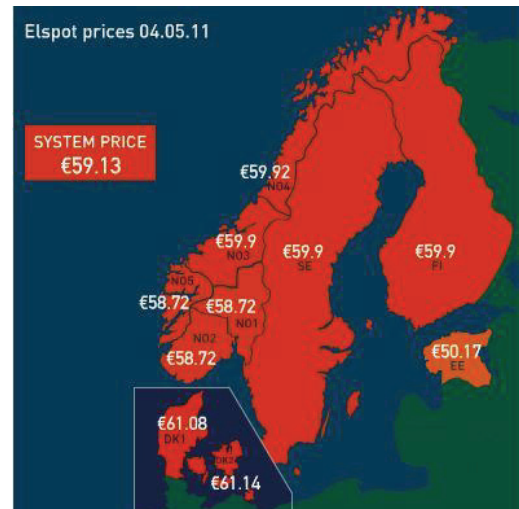 Elspot prices 04.05.11
SYSTEM PRICE
€59.13
€59.92
NO4
€59.9
NO3
€59.9
SE
€59.9
FI
NO5
€58.72
€58.72
NO1
NO2
€58.72
€50.17
EE
€61.08
DK1
DK2
€61.14